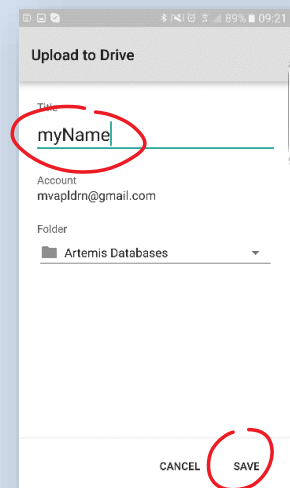 89% 09:21
Upload to Drive
Title
myName
Account
mvapldrn@gmail.com
Folder
Artemis Databases
CANCEL SAVE